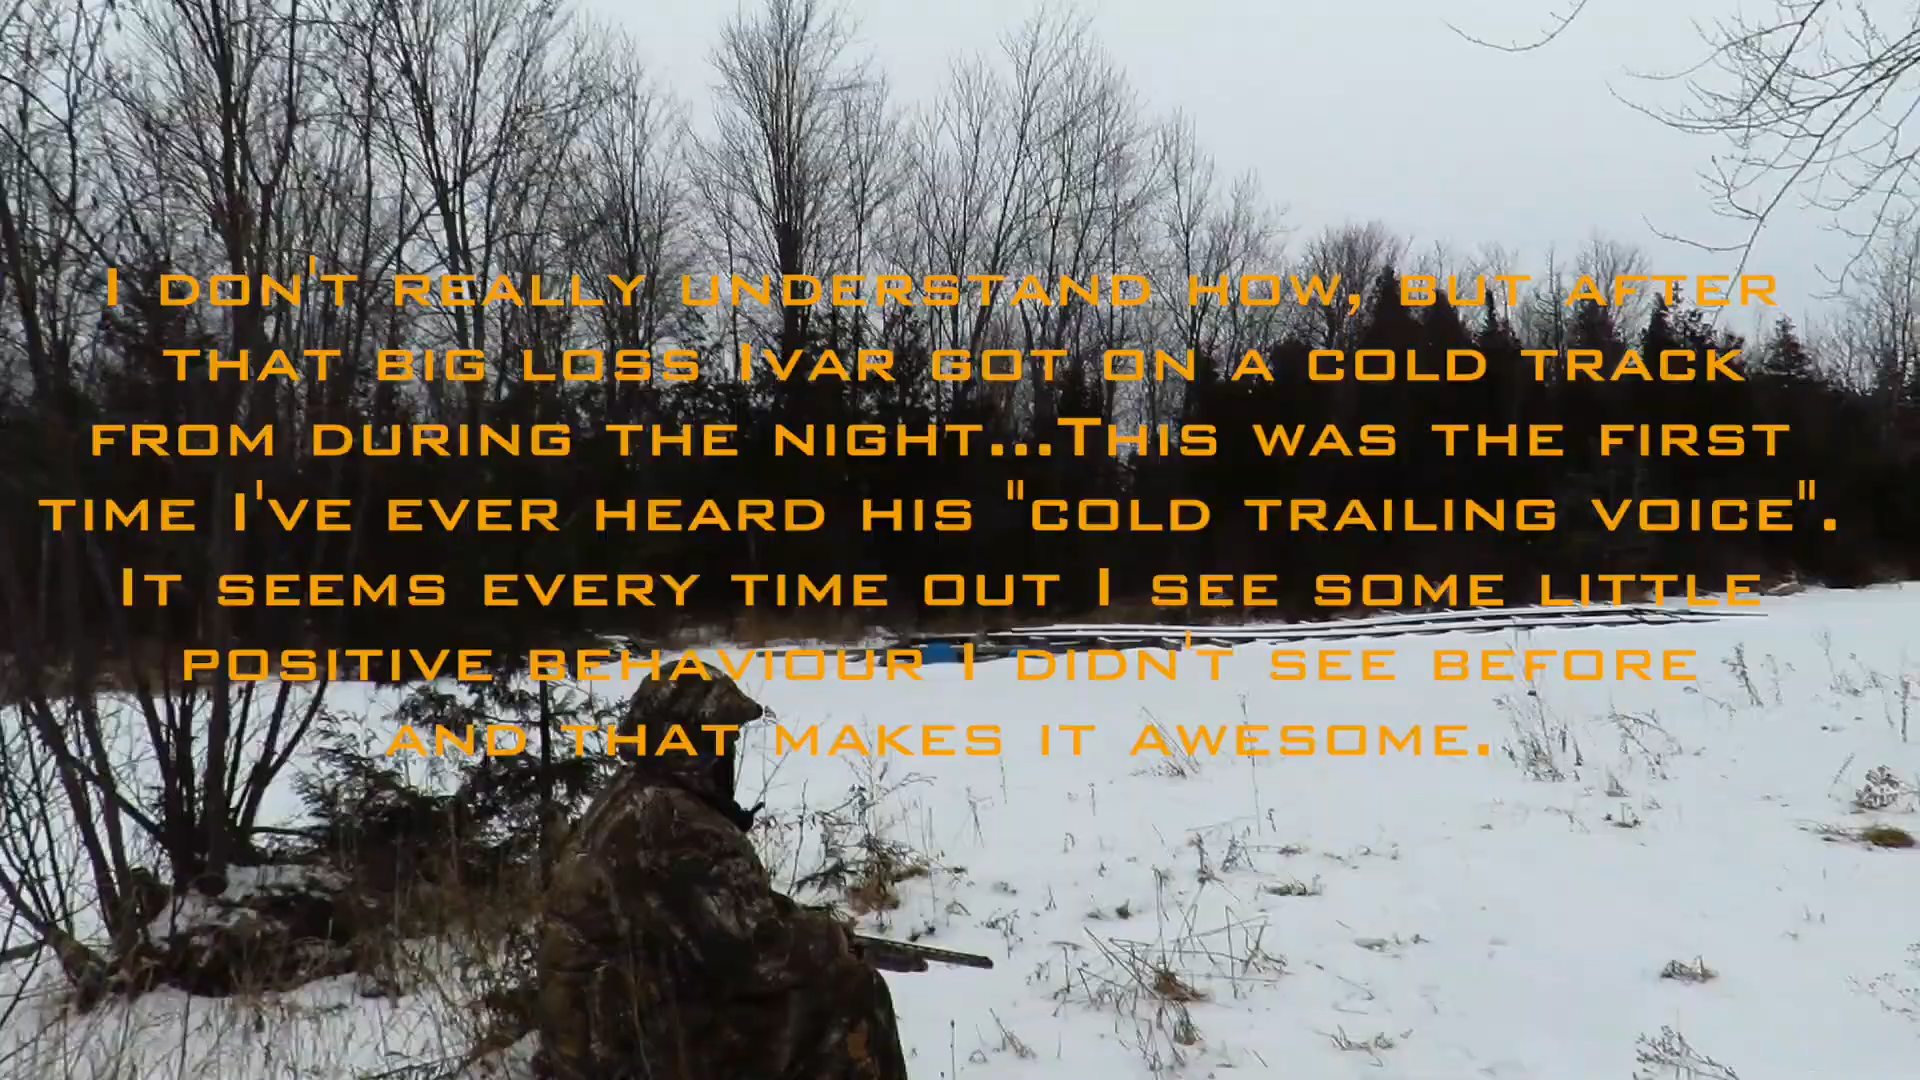 I don't really understand how, but after
that big loss Ivar got on a cold track
from during the night...This was the first
time I've ever heard his "cold trailing voice".
It seems every time out I see some little
positive behaviour I didn't see before
and that makes it awesome.